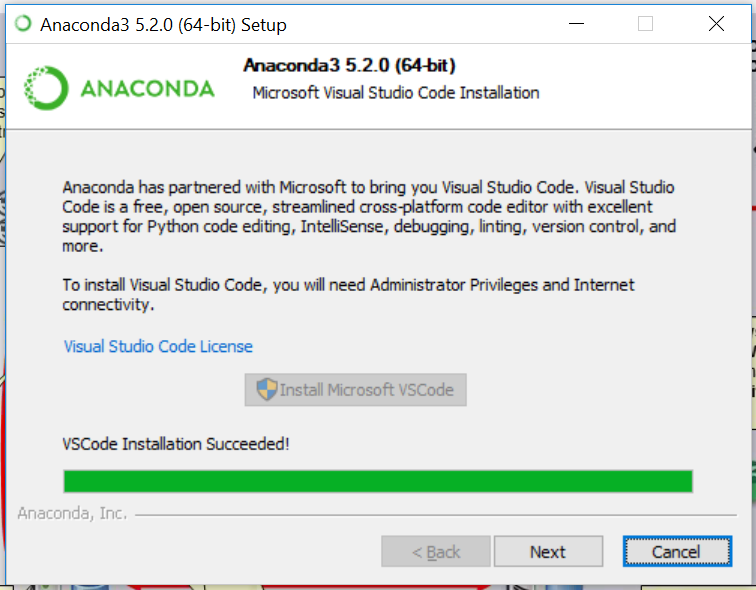 Anaconda3 5.2.0 (64-bit) Setup
Anaconda3 5.2.0 (64-bit)
ANACONDA
Microsoft Visual Studio Code Installation
Anaconda has partnered with Microsoft to bring you Visual Studio Code. Visual Studio
Code is a free, open source, streamlined cross-platform code editor with excellent
support for Python code editing, IntelliSense, debugging, linting, version control, and
more.
To install Visual Studio Code, you will need Administrator Privileges and Internet
connectivity.
Visual Studio Code License
Install Microsoft VSCode
VSCode Installation Succeeded!
Anaconda, Inc.
< Back
Next
Cancel